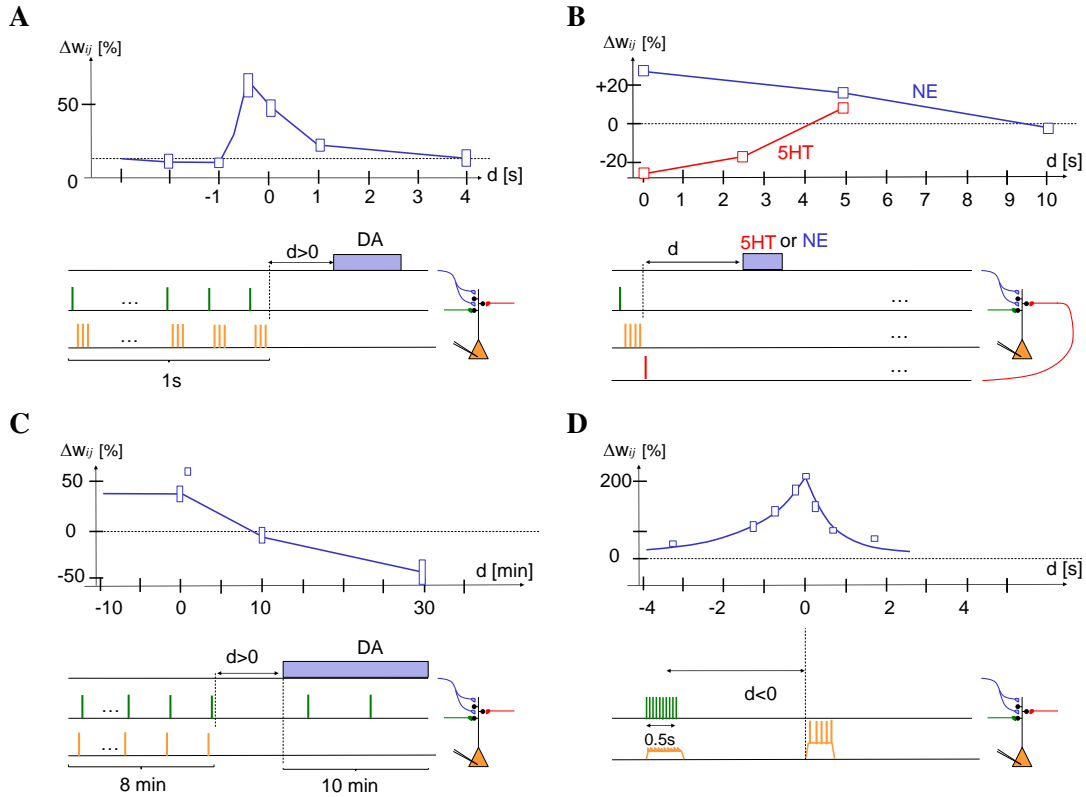 A
Δwij [%]
50
0
-1 0 1 2 3 4
d [s]
d>0
DA
...
...
1s
B
Δwij [%]
+20
0
-20
NE
5HT
0 1 2 3 4 5 6 7 8 9 10
d [s]
5HT or NE
d
...
...
...
C
Δwij [%]
50
0
-50
-10 0 10 30
d [min]
d>0
DA
...
...
8 min
10 min
D
Δwij [%]
200
0
-4 -2 0 2 4
d [s]
d<0
0.5s